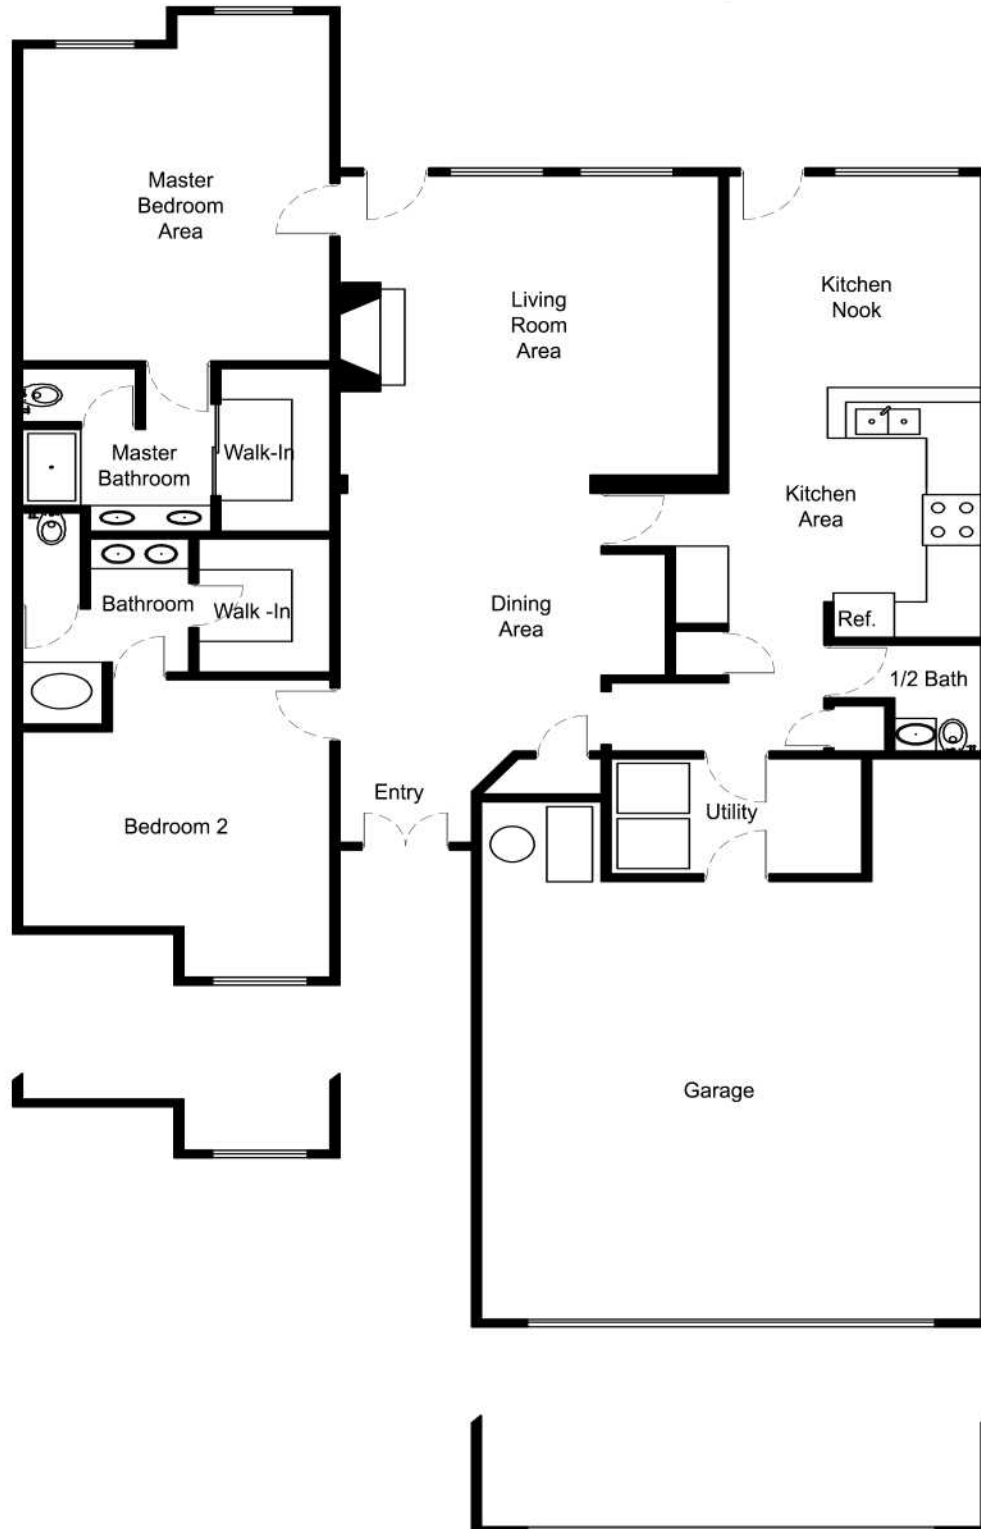 Master
Bedroom
Area
Living
Room
Area
Kitchen
Nook
Master
Bathroom
Walk-In
Kitchen
Area
Bathroom
Walk -In
Dining
Area
Ref.
1/2 Bath
Entry
Utility
Bedroom 2
Garage